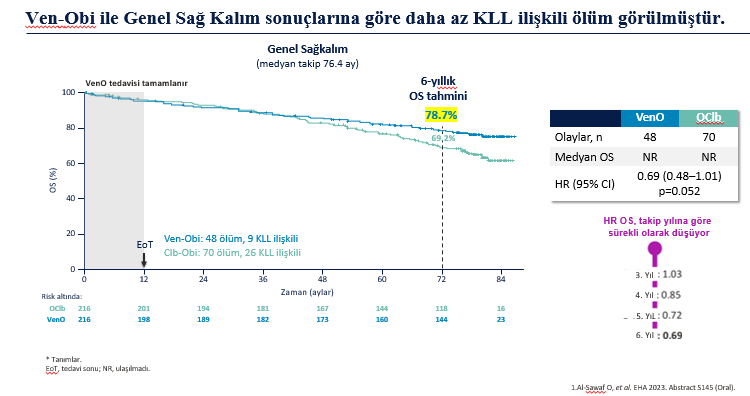 Ven-Obi ile Genel Sağ Kalım sonuçlarına göre daha az KLL ilişkili ölüm görülmüştür.
Genel Sağkalım
(medyan takip 76.4 ay)
VenO tedavisi tamamlanır
6-yıllık
OS tahmini
78.7%
69,2%
OS (%)
100
80
60
40
20
0
EoT
Ven-Obi: 48 ölüm, 9 KLL ilişkili
Clb-Obi: 70 ölüm, 26 KLL ilişkili
0 12 24 36 48 60 72 84
Zaman (aylar)
Risk altında:
OClb 216 201 194 181 167 144 118 16
VenO 216 198 189 182 173 160 144 23
VenO OClb
Olaylar, n 48 70
Medyan OS NR NR
HR (95% CI) 0.69 (0.48–1.01)
p=0.052
HR OS, takip yılına göre
sürekli olarak düşüyor
3. Yıl : 1.03
4. Yıl : 0.85
5. Yıl : 0.72
6. Yıl : 0.69
* Tanımlar.
EoT, tedavi sonu; NR, ulaşılmadı.
1.Al-Sawaf O, et al. EHA 2023. Abstract S145 (Oral).